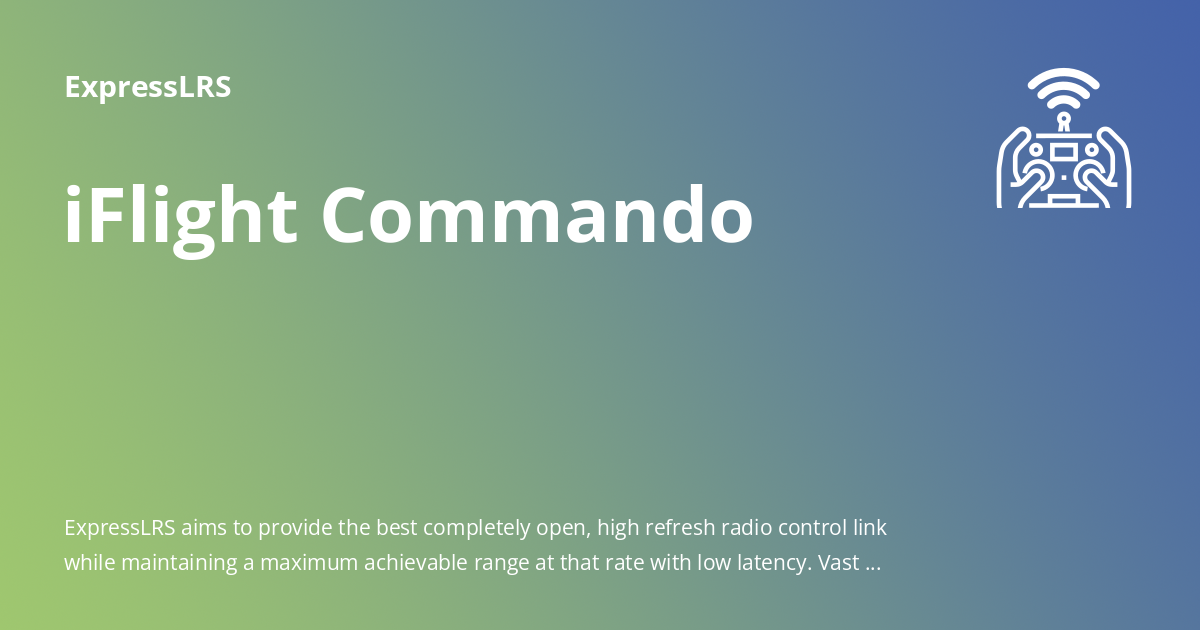 ExpressLRS
iFlight Commando
ExpressLRS aims to provide the best completely open, high refresh radio control link
while maintaining a maximum achievable range at that rate with low latency. Vast ...